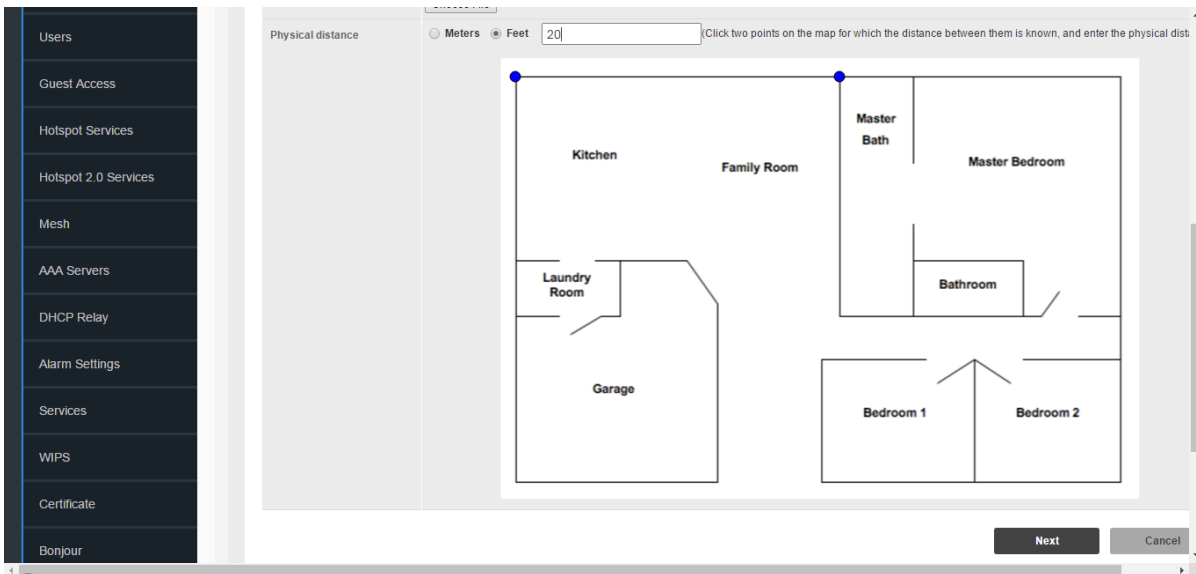 Users
Guest Access
Hotspot Services
Hotspot 2.0 Services
Mesh
AAA Servers
DHCP Relay
Alarm Settings
Services
WIPS
Certificate
Bonjour
Choose File
Physical distance
Meters Feet 20 (Click two points on the map for which the distance between them is known, and enter the physical dista
Master
Bath
Kitchen
Family Room
Master Bedroom
Laundry
Room
Bathroom
Garage
Bedroom 1
Bedroom 2
Next Cancel